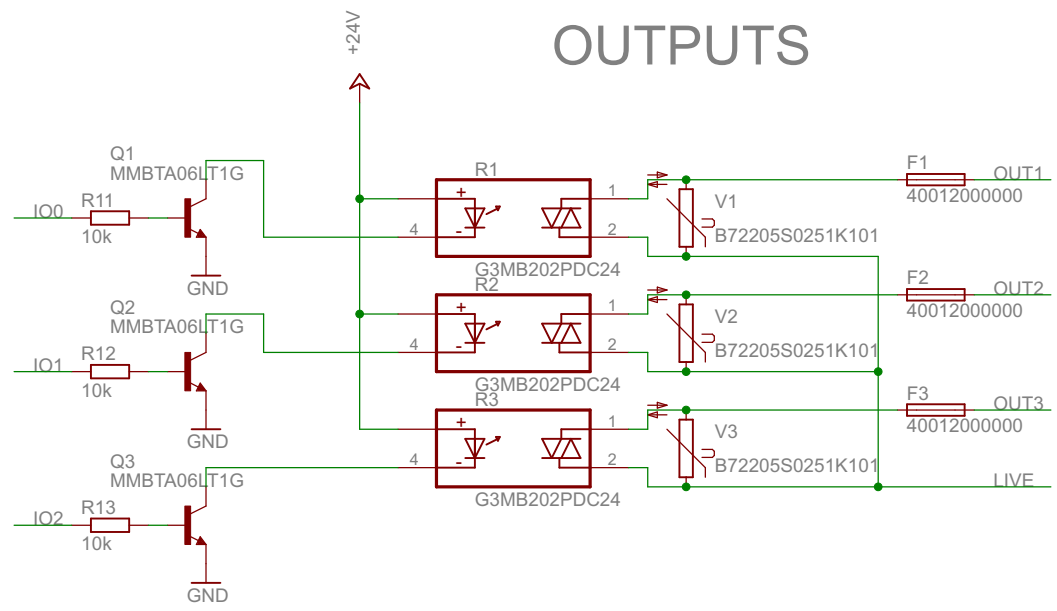 OUTPUTS
+24V
Q1
MMBTA06LT1G
IO0
R11
10k
GND
R1
+
-
4
1
2
G3MB202PDC24
V1
U
B72205S0251K101
F1
40012000000
OUT1
Q2
MMBTA06LT1G
IO1
R12
10k
GND
R2
+
-
4
1
2
G3MB202PDC24
V2
U
B72205S0251K101
F2
40012000000
OUT2
Q3
MMBTA06LT1G
IO2
R13
10k
GND
R3
+
-
4
1
2
G3MB202PDC24
V3
U
B72205S0251K101
F3
40012000000
OUT3
LIVE